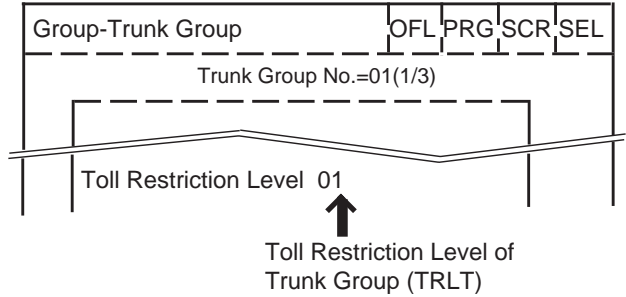 Group-Trunk Group OFL PRG SCR SEL
Trunk Group No.=01(1/3)
Toll Restriction Level 01
Toll Restriction Level of
Trunk Group (TRLT)